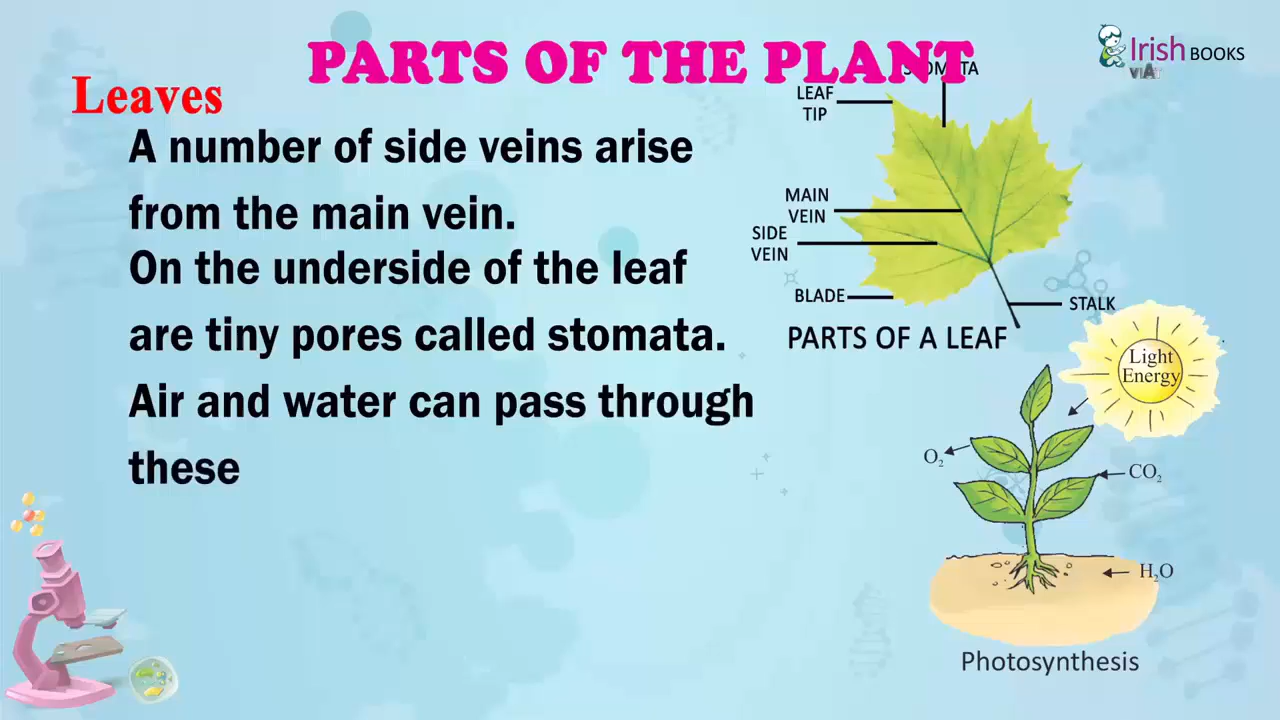 PARTS OF THE PLANT
Irish BOOKS
Leaves
A number of side veins arise
from the main vein.
On the underside of the leaf
are tiny pores called stomata.
Air and water can pass through
these
STOMATA
LEAF
TIP
MAIN
VEIN
SIDE
VEIN
BLADE
STALK
PARTS OF A LEAF
Light
Energy
O₂
CO₂
H₂O
Photosynthesis